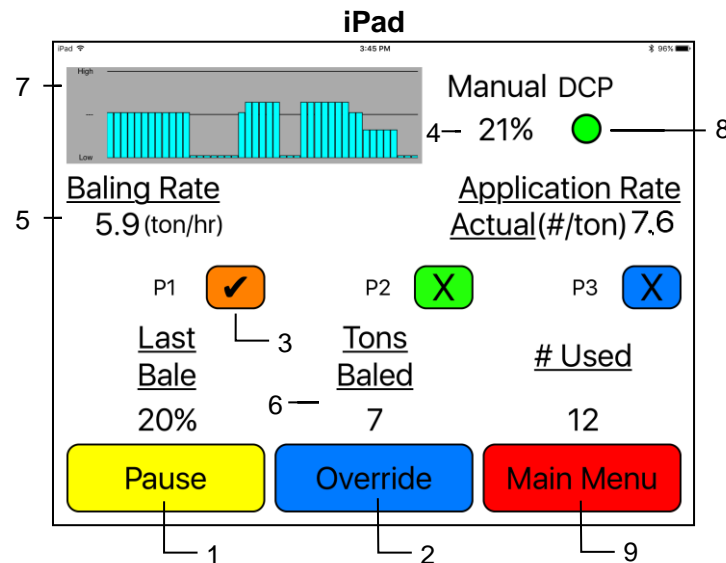 iPad
iPad 3:45 PM 96%
High
7
Manual DCP
—
4 21% 8
Low
Baling Rate Application Rate
5 5.9 (ton/hr) Actual(#/ton) 7.6
P1 ✔ P2 X P3 X
3
Last Tons
Bale Baled # Used
6
20% 7 12
Pause Override Main Menu
1 2 9